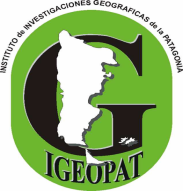 INSTITUTO de INVESTIGACIONES GEOGRAFICAS de la PATAGONIA
G
IGEOPAT